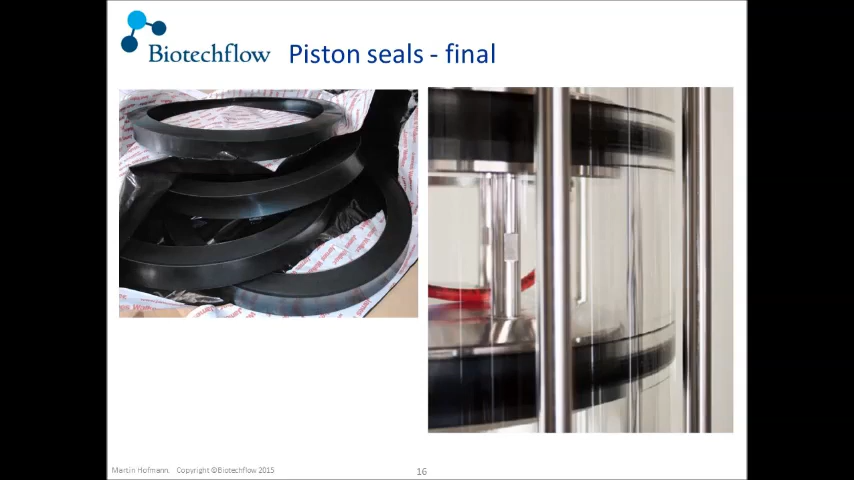 Biotechflow
Piston seals - final
Martin Hofmann. Copyright ©Biotechflow 2015
16